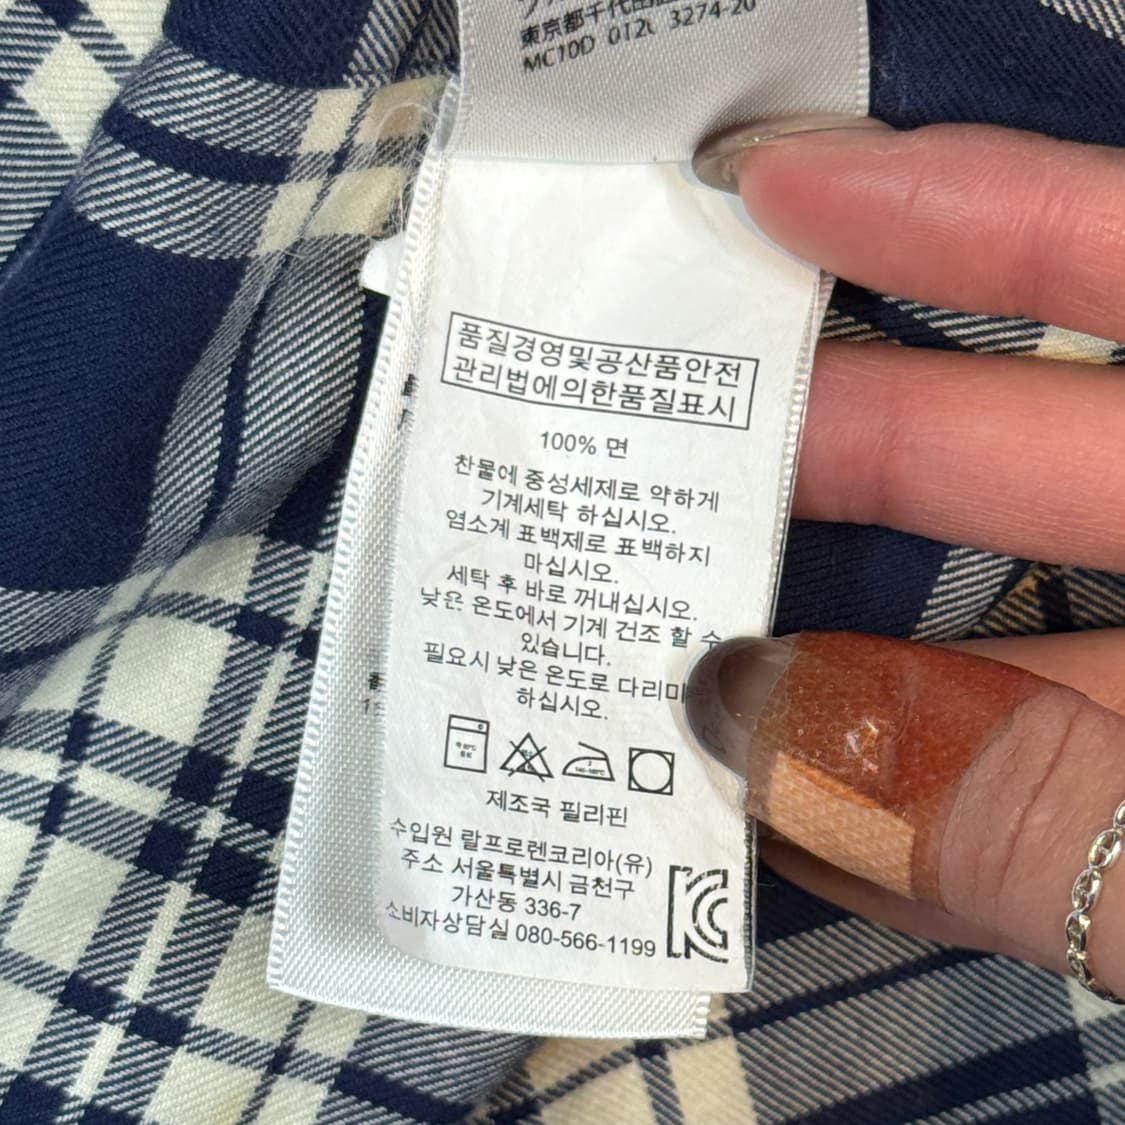 東京都千代田
MC10D 012 3274-20
품질경영및공산품안전
관리법에의한품질표시
100% 면
찬물에 중성세제로 약하게
기계세탁 하십시오.
염소계 표백제로 표백하지
마십시오.
세탁 후 바로 꺼내십시오.
낮은 온도에서 기계 건조 할 수
있습니다.
필요시 낮은 온도로 다리미
하십시오.
제조국 필리핀
수입원 랄프로렌코리아(유)
주소 서울특별시 금천구
가산동 336-7
소비자상담실 080-566-1199